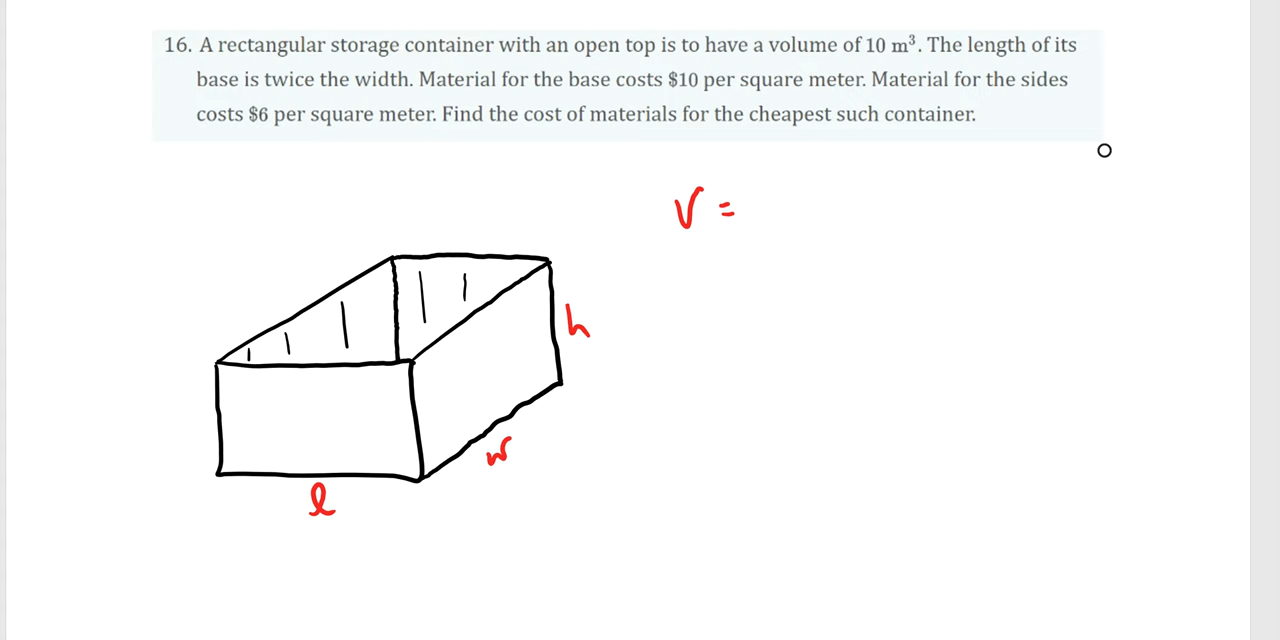 16. A rectangular storage container with an open top is to have a volume of 10 m³. The length of its
base is twice the width. Material for the base costs $10 per square meter. Material for the sides
costs $6 per square meter. Find the cost of materials for the cheapest such container.
V =
h
w
l